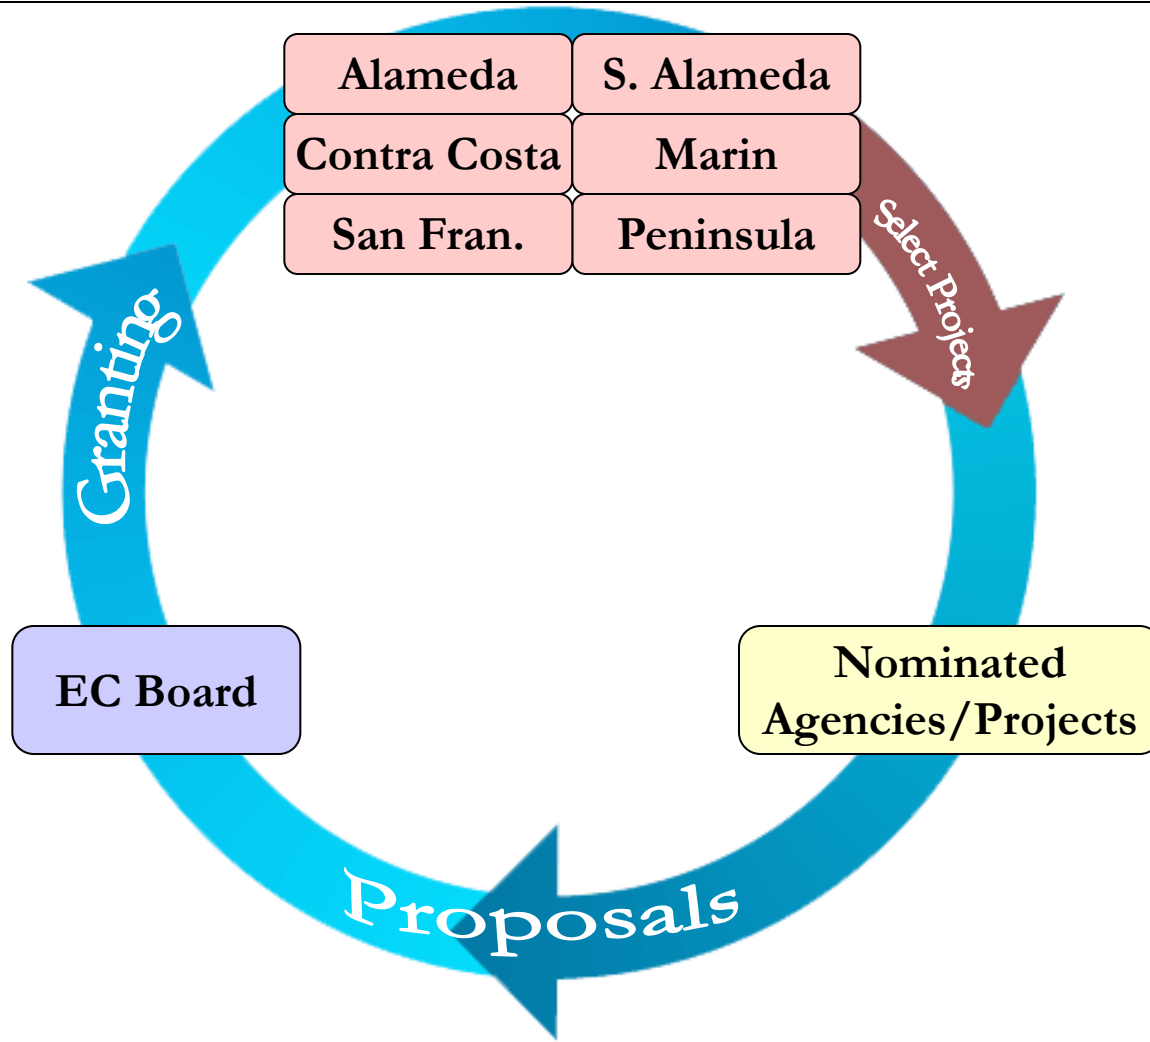 Alameda
S. Alameda
Contra Costa
Marin
San Fran.
Peninsula
Select Projects
Granting
EC Board
Nominated
Agencies/Projects
Proposals